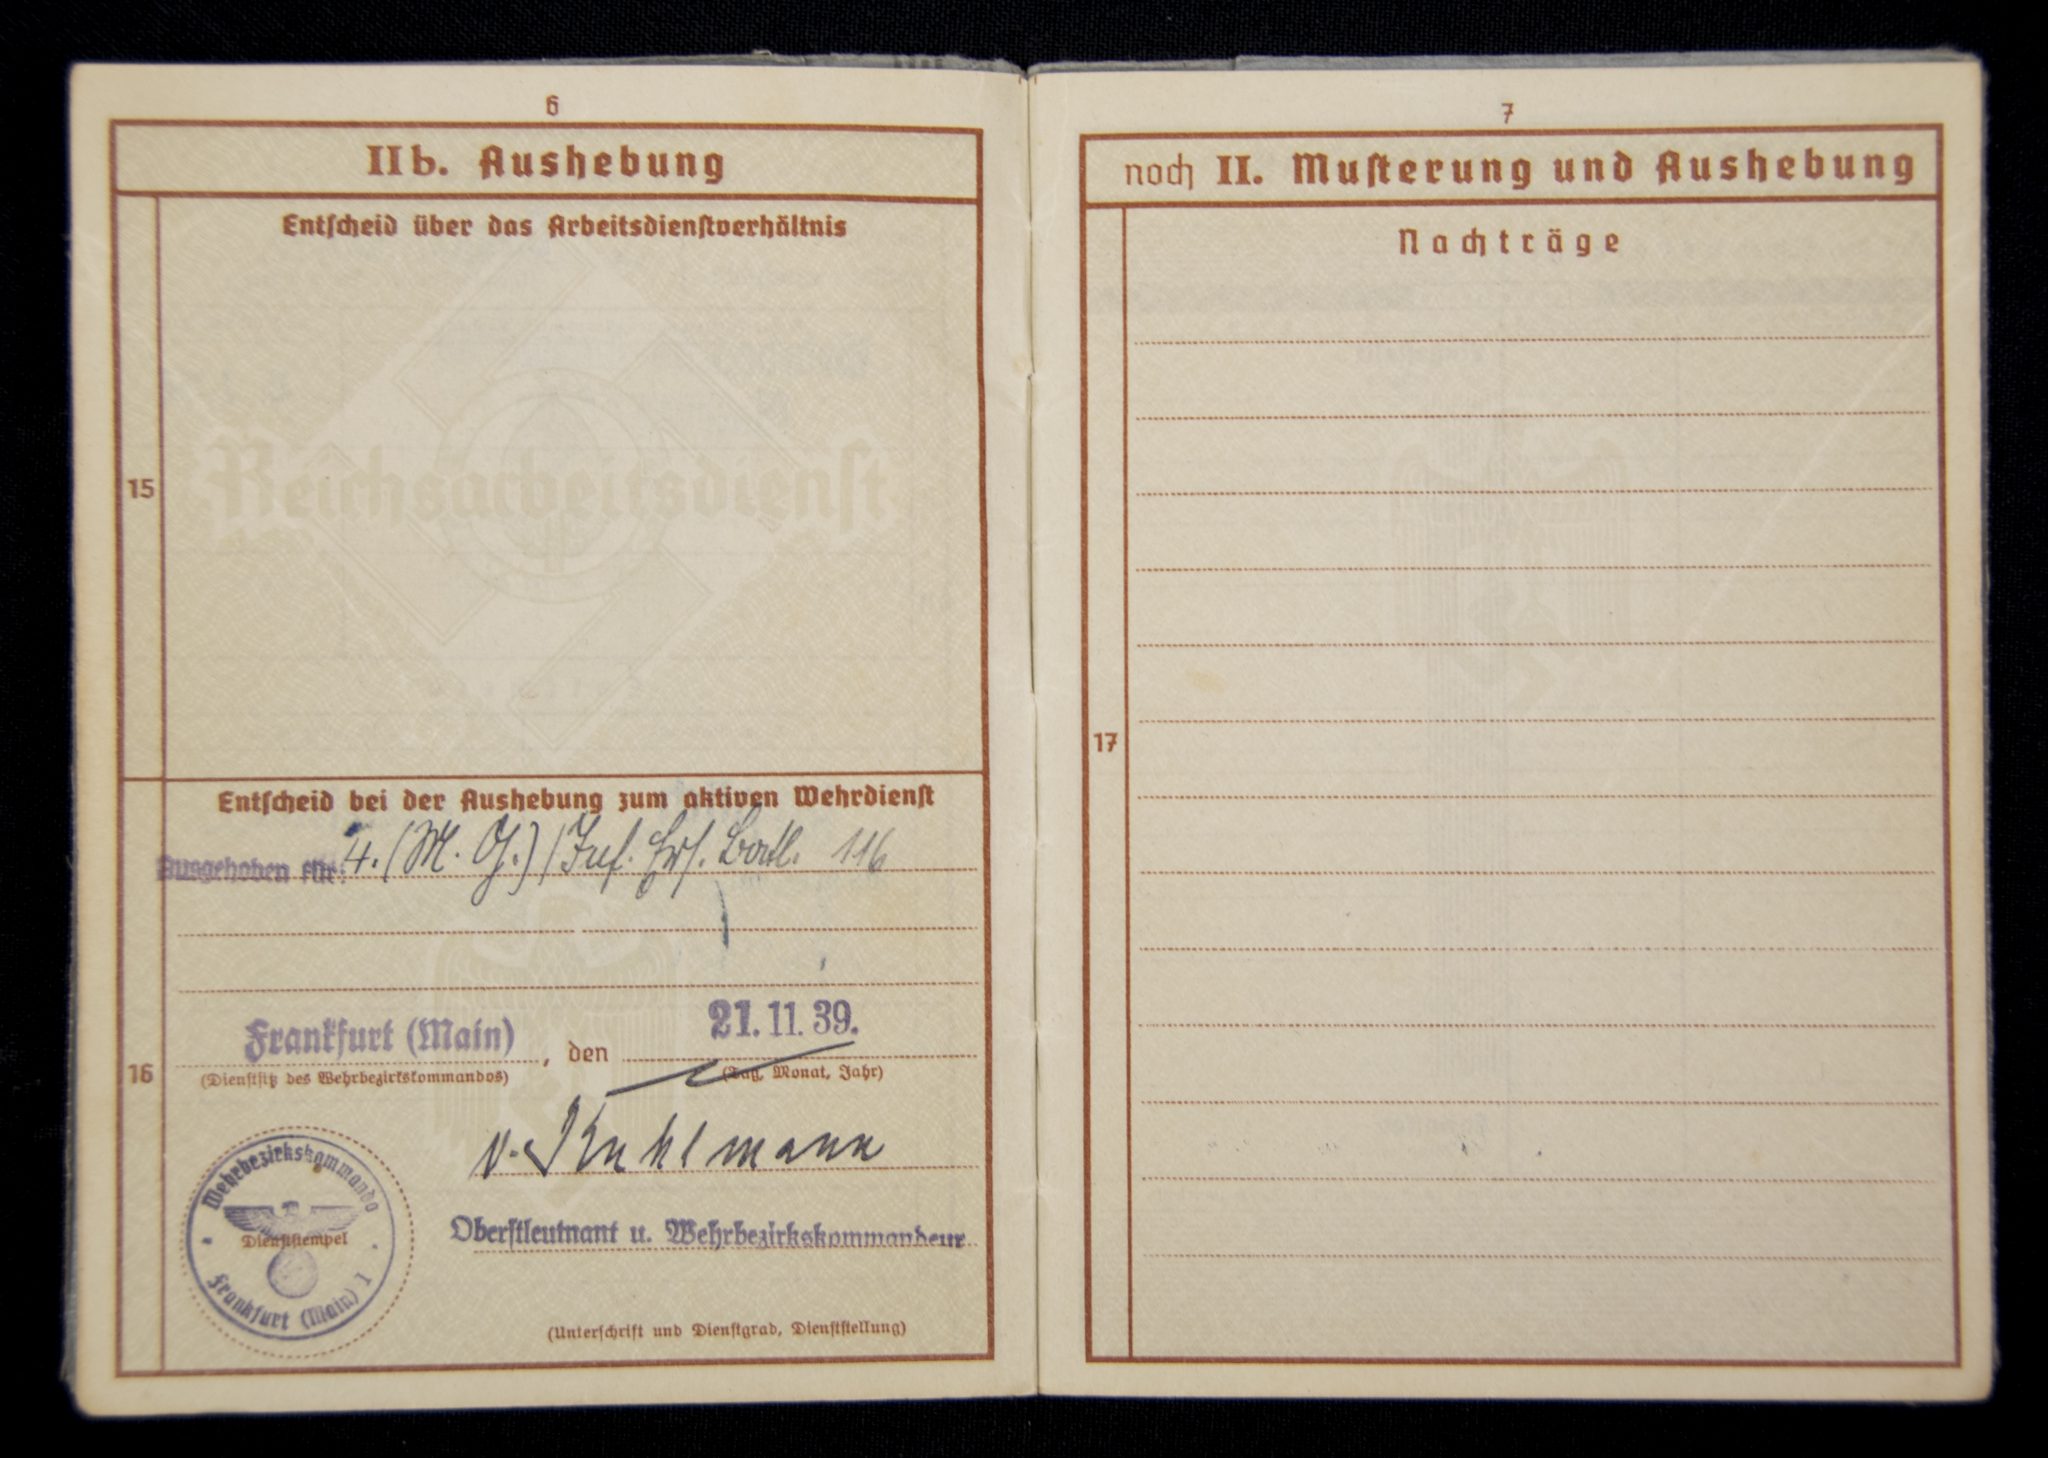 6
IIb. Aushebung
Entscheid über das Arbeitsdienstverhältnis
Reichsarbeitsdienst
15
Entscheid bei der Aushebung zum aktiven Wehrdienst
Ausgehoben für: 4. (M. G.) / Inf. Ers. Batl. 116
Frankfurt (Main), den 21. 11. 39.
16
(Dienstsitz des Wehrbezirkskommandos) (Tag, Monat, Jahr)
v. Kuhlmann
Wehrbezirkskommando
Dienststempel
Frankfurt (Main) I
Oberstleutnant u. Wehrbezirkskommandeur
(Unterschrift und Dienstgrad, Dienststellung)
7
noch II. Musterung und Aushebung
Nachträge
17